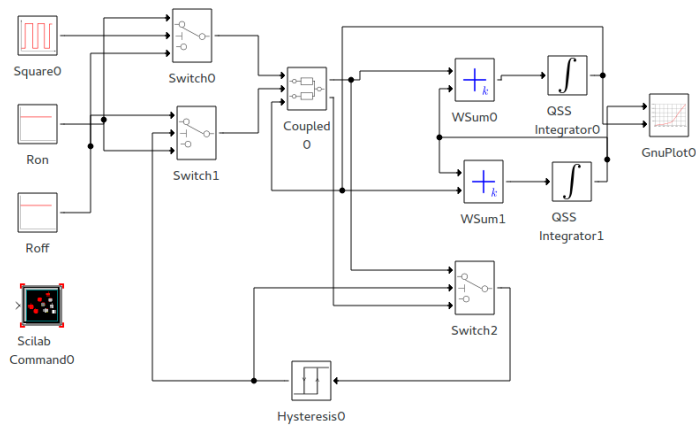 Square0
Switch0
Ron
Switch1
Roff
Scilab
Command0
Coupled
0
k
WSum0
QSS
Integrator0
GnuPlot0
k
WSum1
QSS
Integrator1
Switch2
Hysteresis0